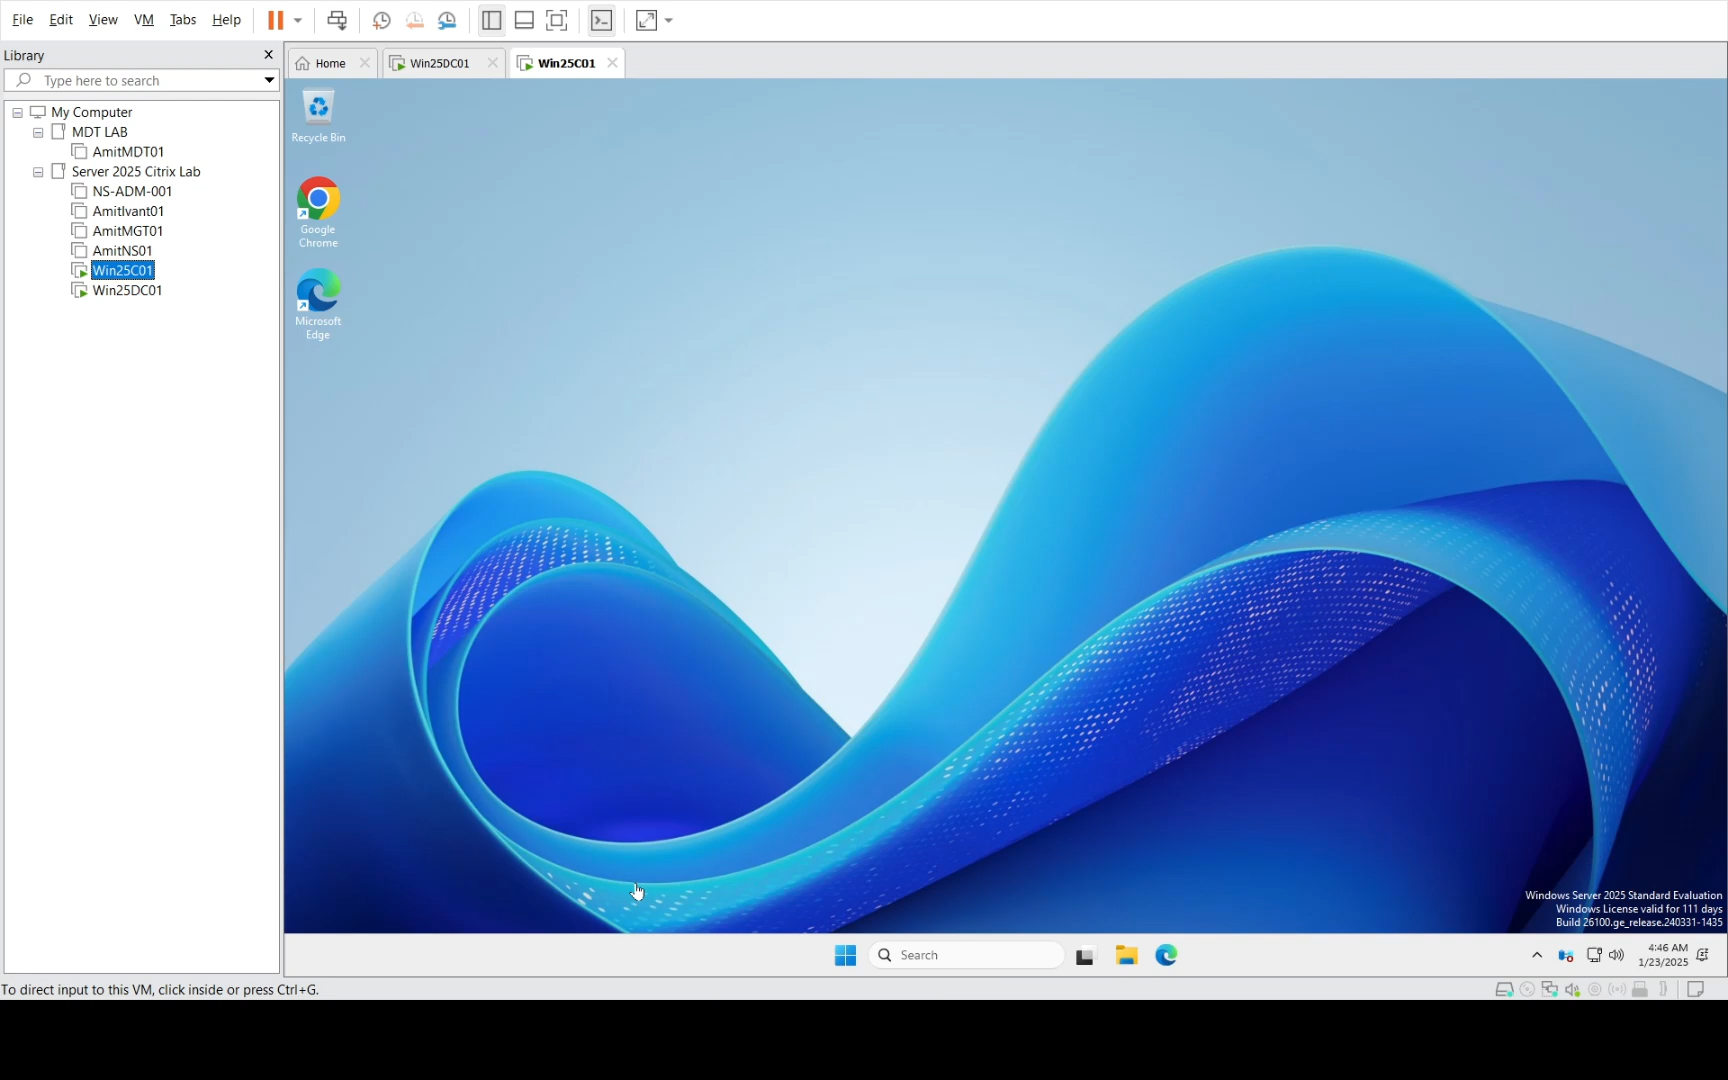 File Edit View VM Tabs Help
Library
Type here to search
Home
Win25DC01
Win25C01
My Computer
MDT LAB
AmitMDT01
Server 2025 Citrix Lab
NS-ADM-001
AmitIvant01
AmitMGT01
AmitNS01
Win25C01
Win25DC01
Recycle Bin
Google
Chrome
Microsoft
Edge
Windows Server 2025 Standard Evaluation
Windows License valid for 111 days
Build 26100.ge_release.240331-1435
Search
4:46 AM
1/23/2025
To direct input to this VM, click inside or press Ctrl+G.